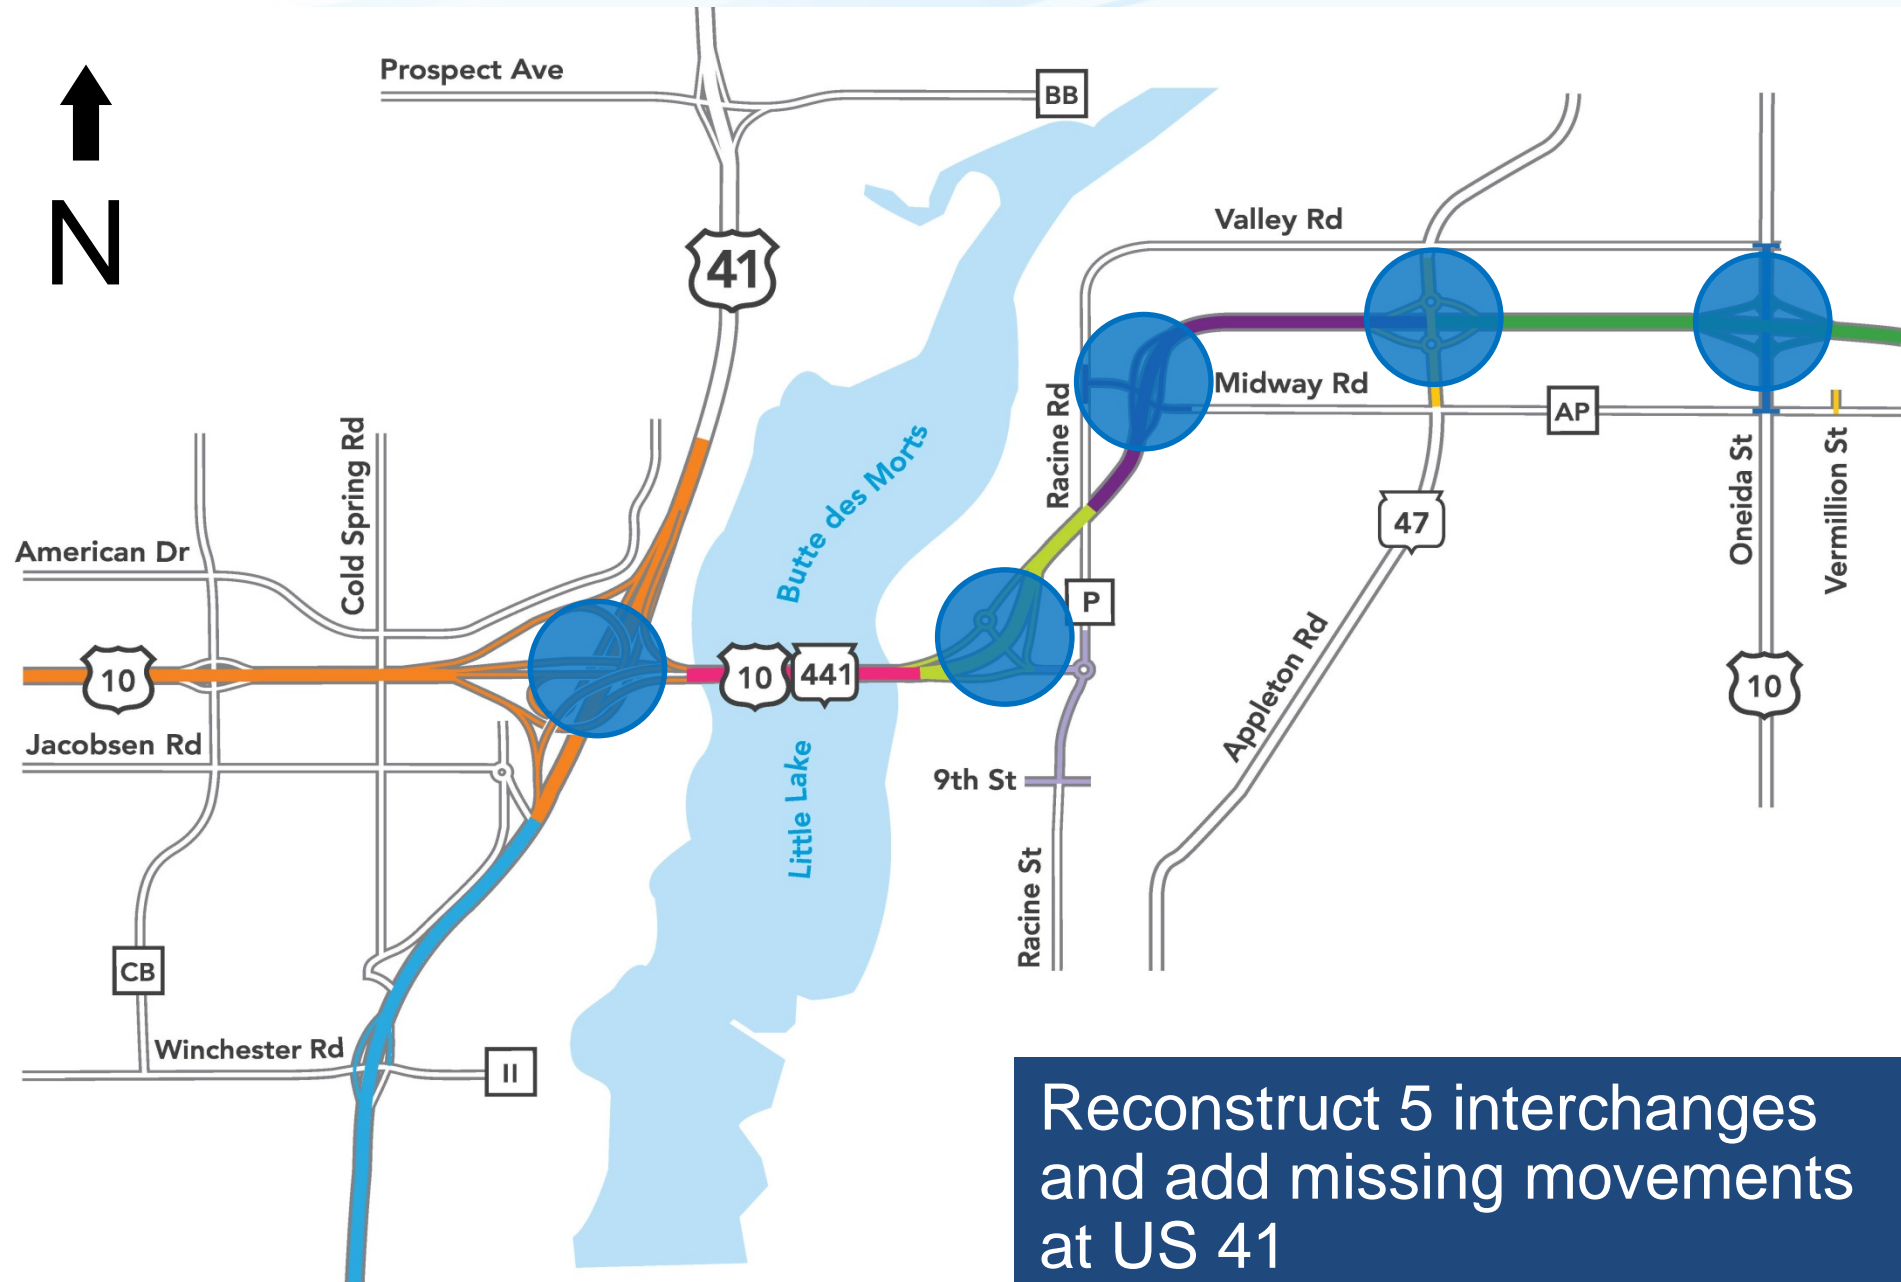 Prospect Ave
BB
N
Valley Rd
41
Midway Rd
AP
Racine Rd
Butte des Morts
Cold Spring Rd
Oneida St
Vermillion St
47
American Dr
P
10
10
441
10
Appleton Rd
Jacobsen Rd
9th St
Little Lake
Racine St
CB
Winchester Rd
II
Reconstruct 5 interchanges
and add missing movements
at US 41